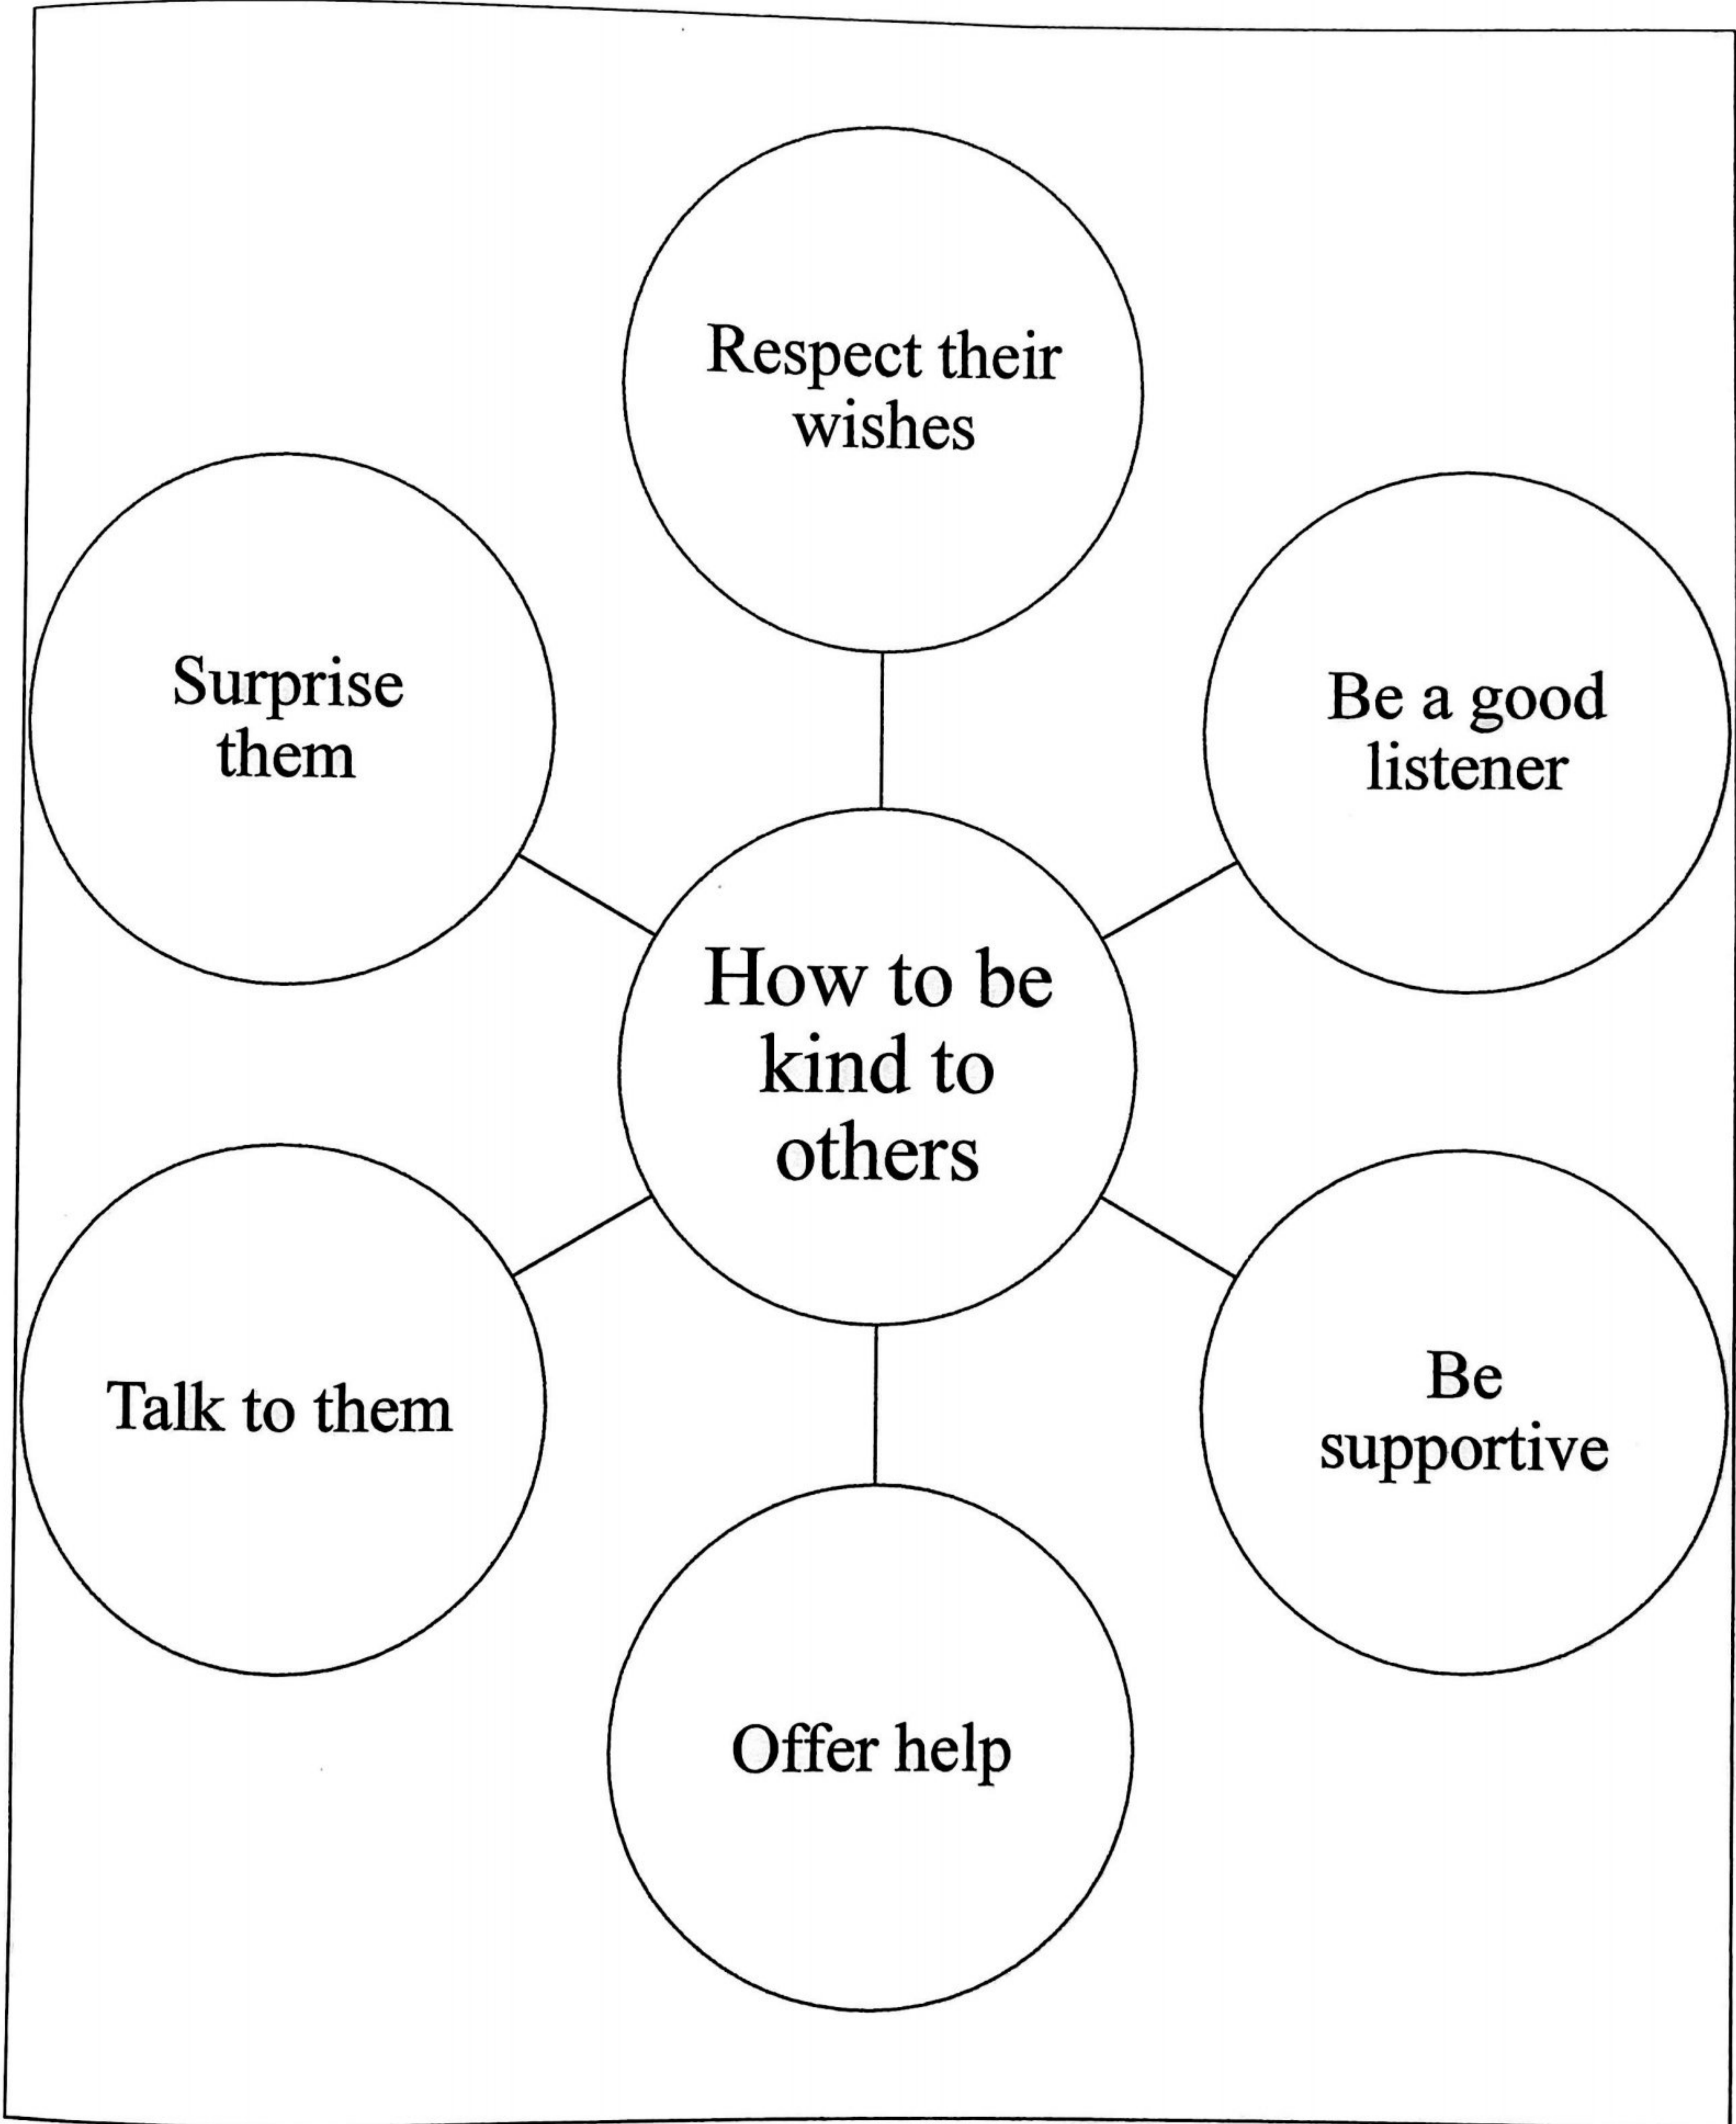 Respect their
wishes
Surprise
them
Be a good
listener
How to be
kind to
others
Talk to them
Be
supportive
Offer help